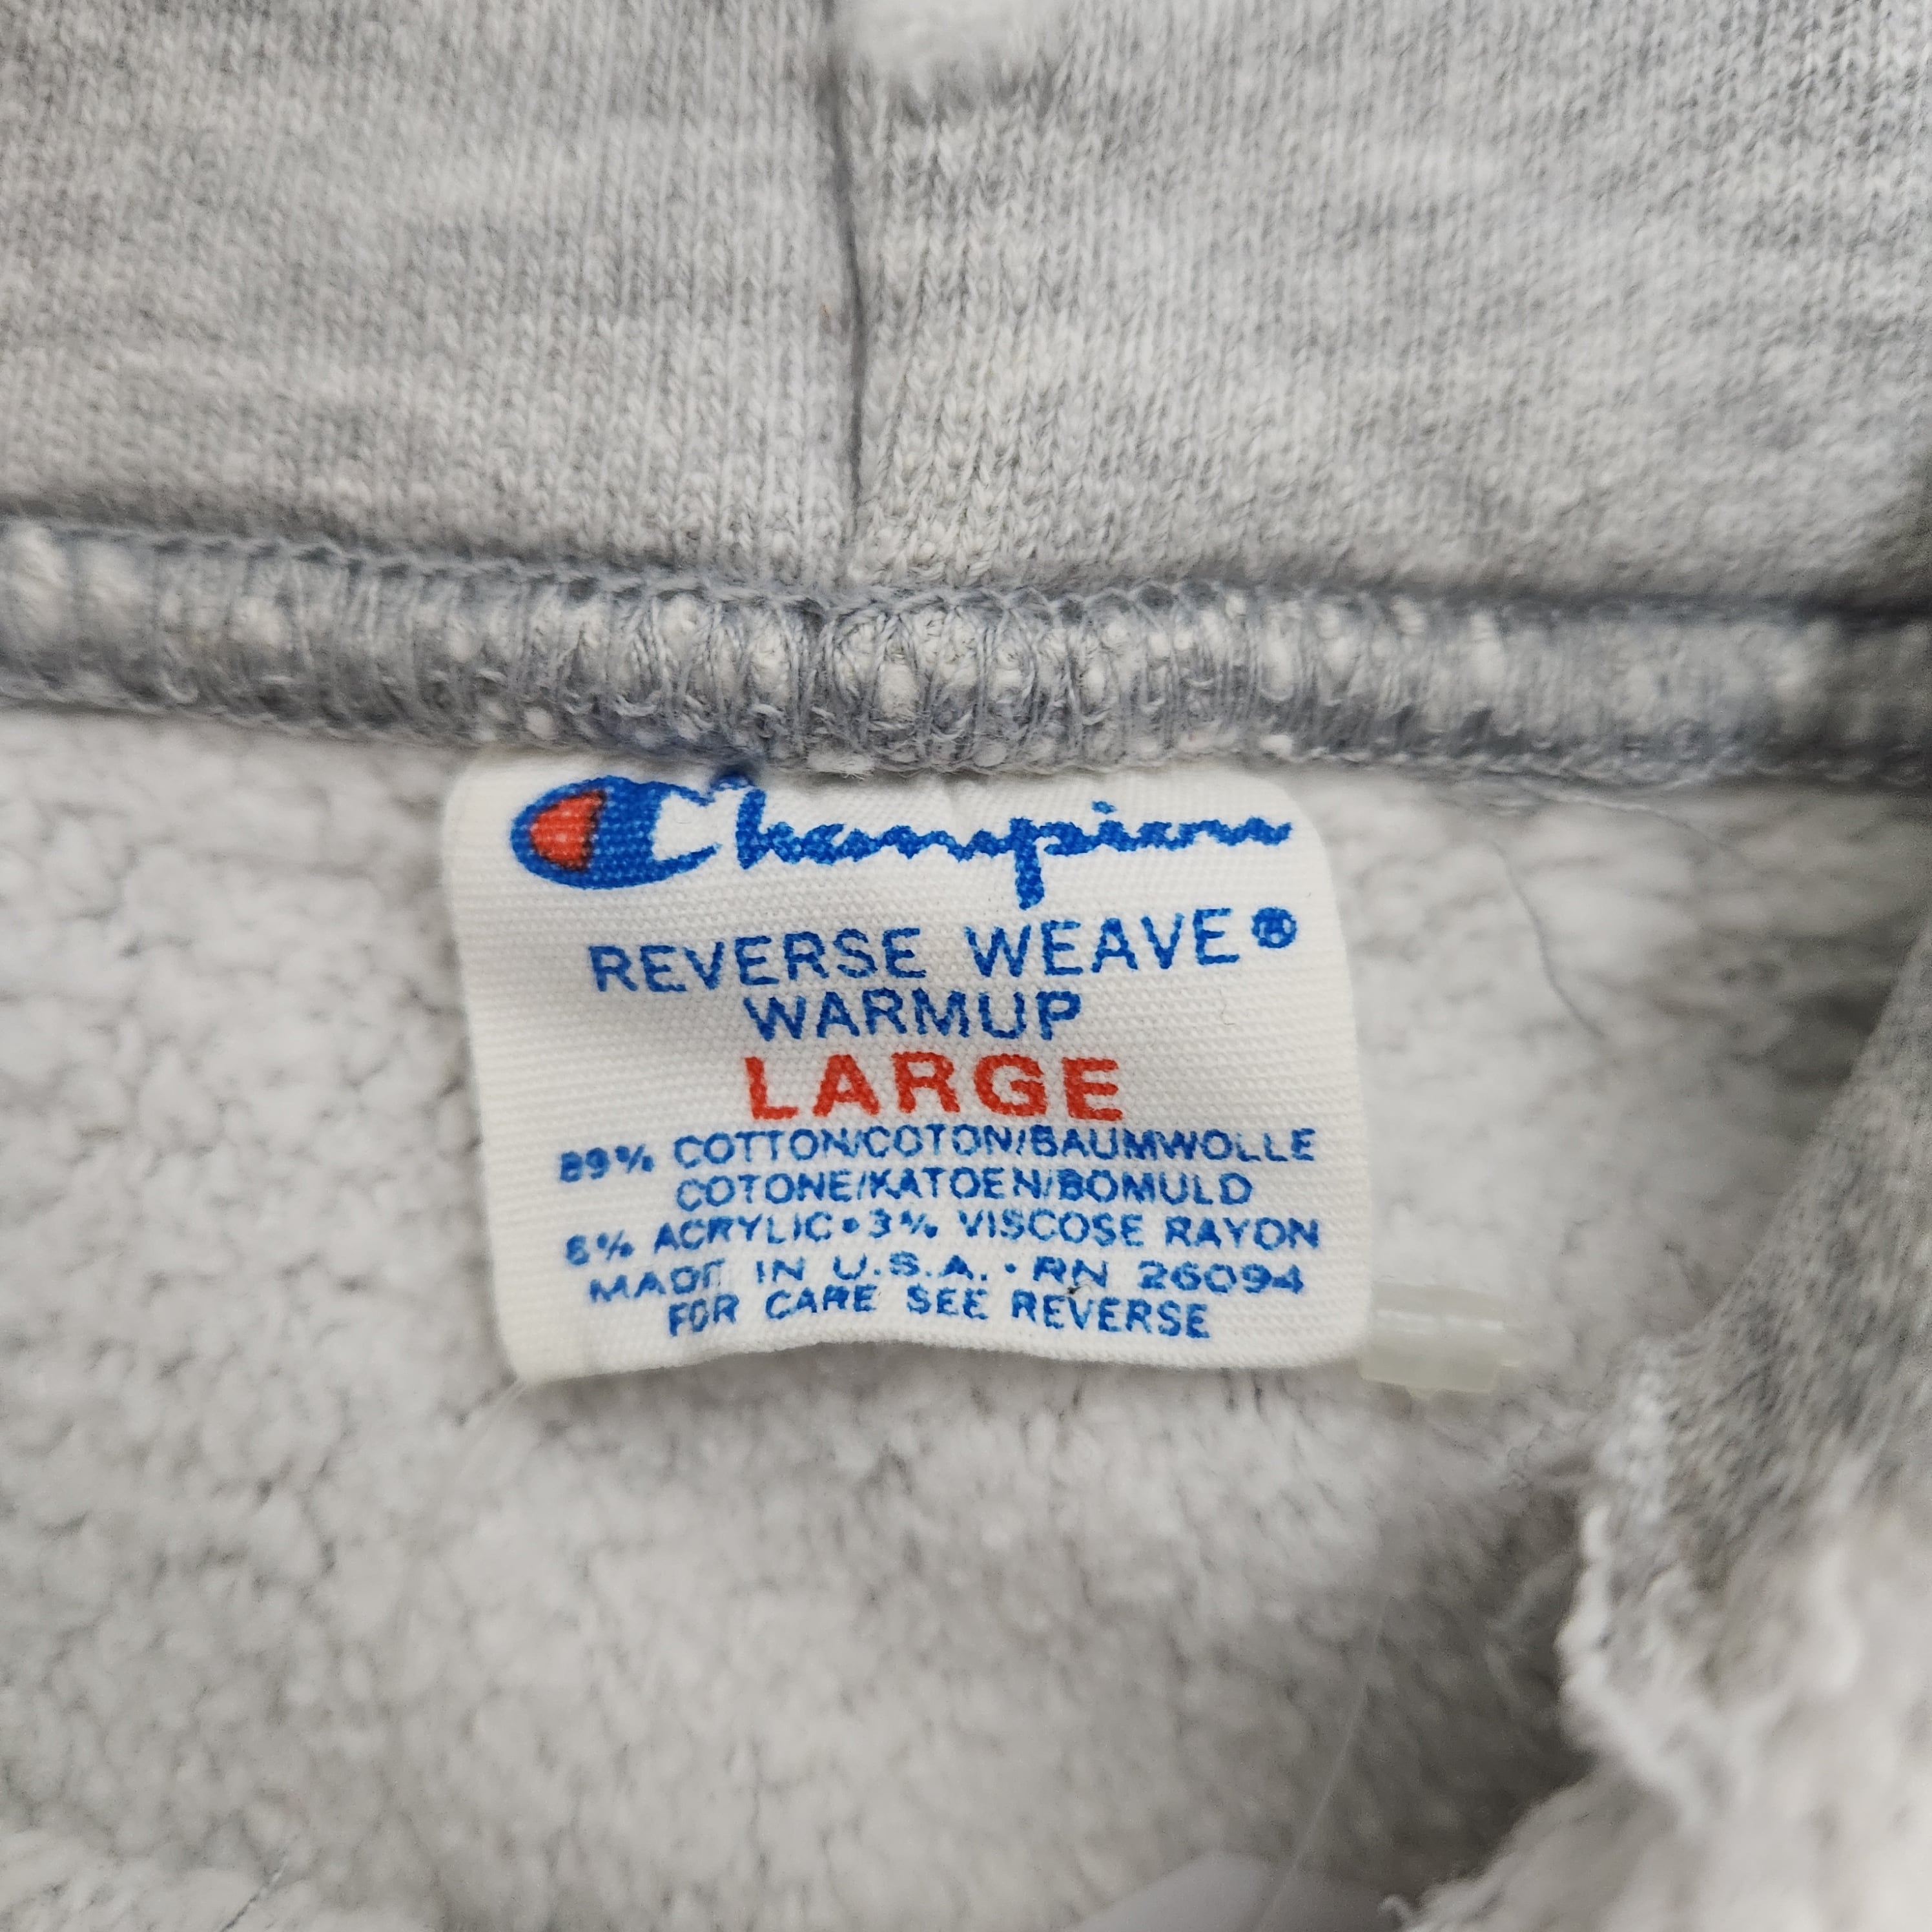 Champion
REVERSE WEAVE®
WARMUP
LARGE
89% COTTON/COTON/BAUMWOLLE
COTONE/KATOEN/BOMULD
8% ACRYLIC • 3% VISCOSE RAYON
MADE IN U.S.A. • RN 26094
FOR CARE SEE REVERSE